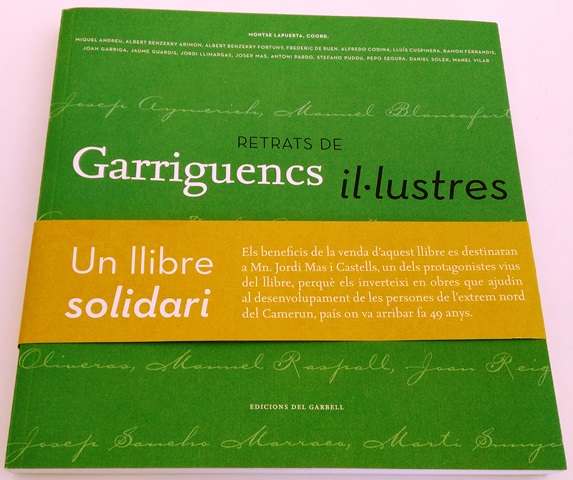 MONTSE LAPUERTA, COORD.
MIQUEL ANDREU, ALBERT BENZEKRY ARIMON, ALBERT BENZEKRY FORTUNY, FREDERIC DE BUEN, ALFREDO CODINA, LLUÍS CUSPINERA, RAMON FERRANDIS,
JOAN GARRIGA, JAUME GUARDIS, JORDI LLIMARGAS, JOSEP MAS, ANTONI PARDO, STEFANO PUDDU, PEPO SEGURA, DANIEL SOLER, MANEL VILAR
Josep Aymerich, Manuel Blancafort
RETRATS DE
Garriguencs il·lustres
Un llibre
solidari
Els beneficis de la venda d'aquest llibre es destinaran
a Mn. Jordi Mas i Castells, un dels protagonistes vius
del llibre, perquè els inverteixi en obres que ajudin
al desenvolupament de les persones de l'extrem nord
del Camerun, país on va arribar fa 49 anys.
Oliveras, Manuel Raspall, Joan Reig
EDICIONS DEL GARBELL
Josep Sancho Marraco, Martí Sunyo